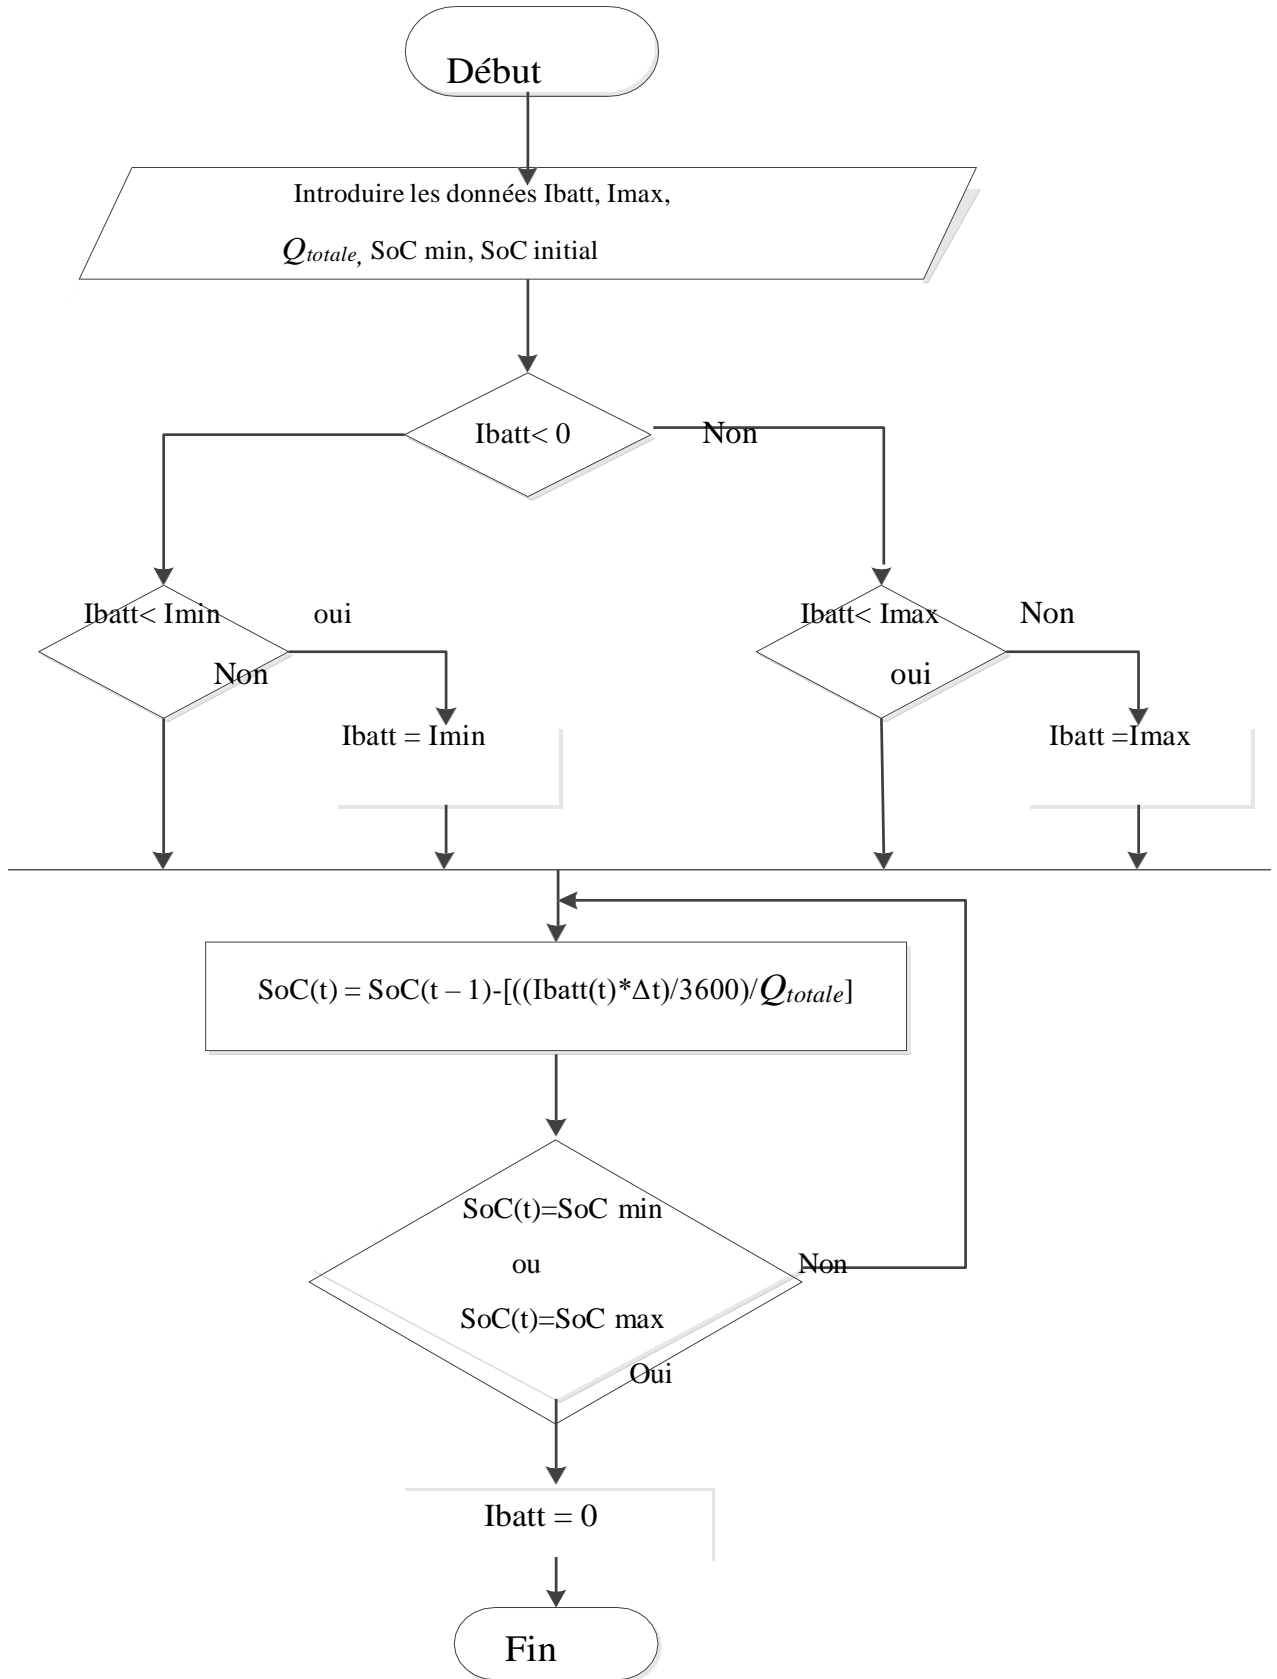 Début
Introduire les données Ibatt, Imax,
Qtotale, SoC min, SoC initial
Ibatt< 0
Non
Ibatt< Imin
oui
Non
Ibatt = Imin
Ibatt< Imax
Non
oui
Ibatt =Imax
SoC(t) = SoC(t – 1)-[((Ibatt(t)*Δt)/3600)/Qtotale]
SoC(t)=SoC min
ou
SoC(t)=SoC max
Non
Oui
Ibatt = 0
Fin